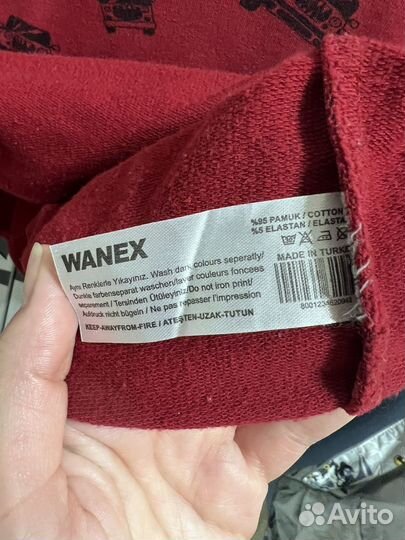 WANEX
Aynı Renklerle Yıkayınız. Wash dark colours seperatly/
Dunkle farbenseparat waschen/laver couleurs foncees
separement / Tersinden Ütüleyiniz/Do not iron print/
Aufdruck nicht bügein / Ne pas repasser l'impression
KEEP-AWAY-FROM-FIRE / ATEŞTEN-UZAK-TUTUN
%95 PAMUK / COTTON
%5 ELASTAN / ELASTA
MADE IN TURKE
Avito